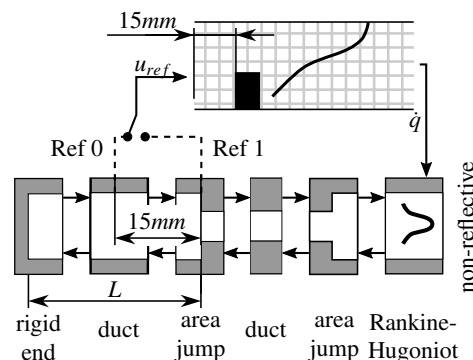 15mm
u_ref
q̇
Ref 0
Ref 1
15mm
L
non-reflective
rigid end
duct
area jump
duct
area jump
Rankine-Hugoniot